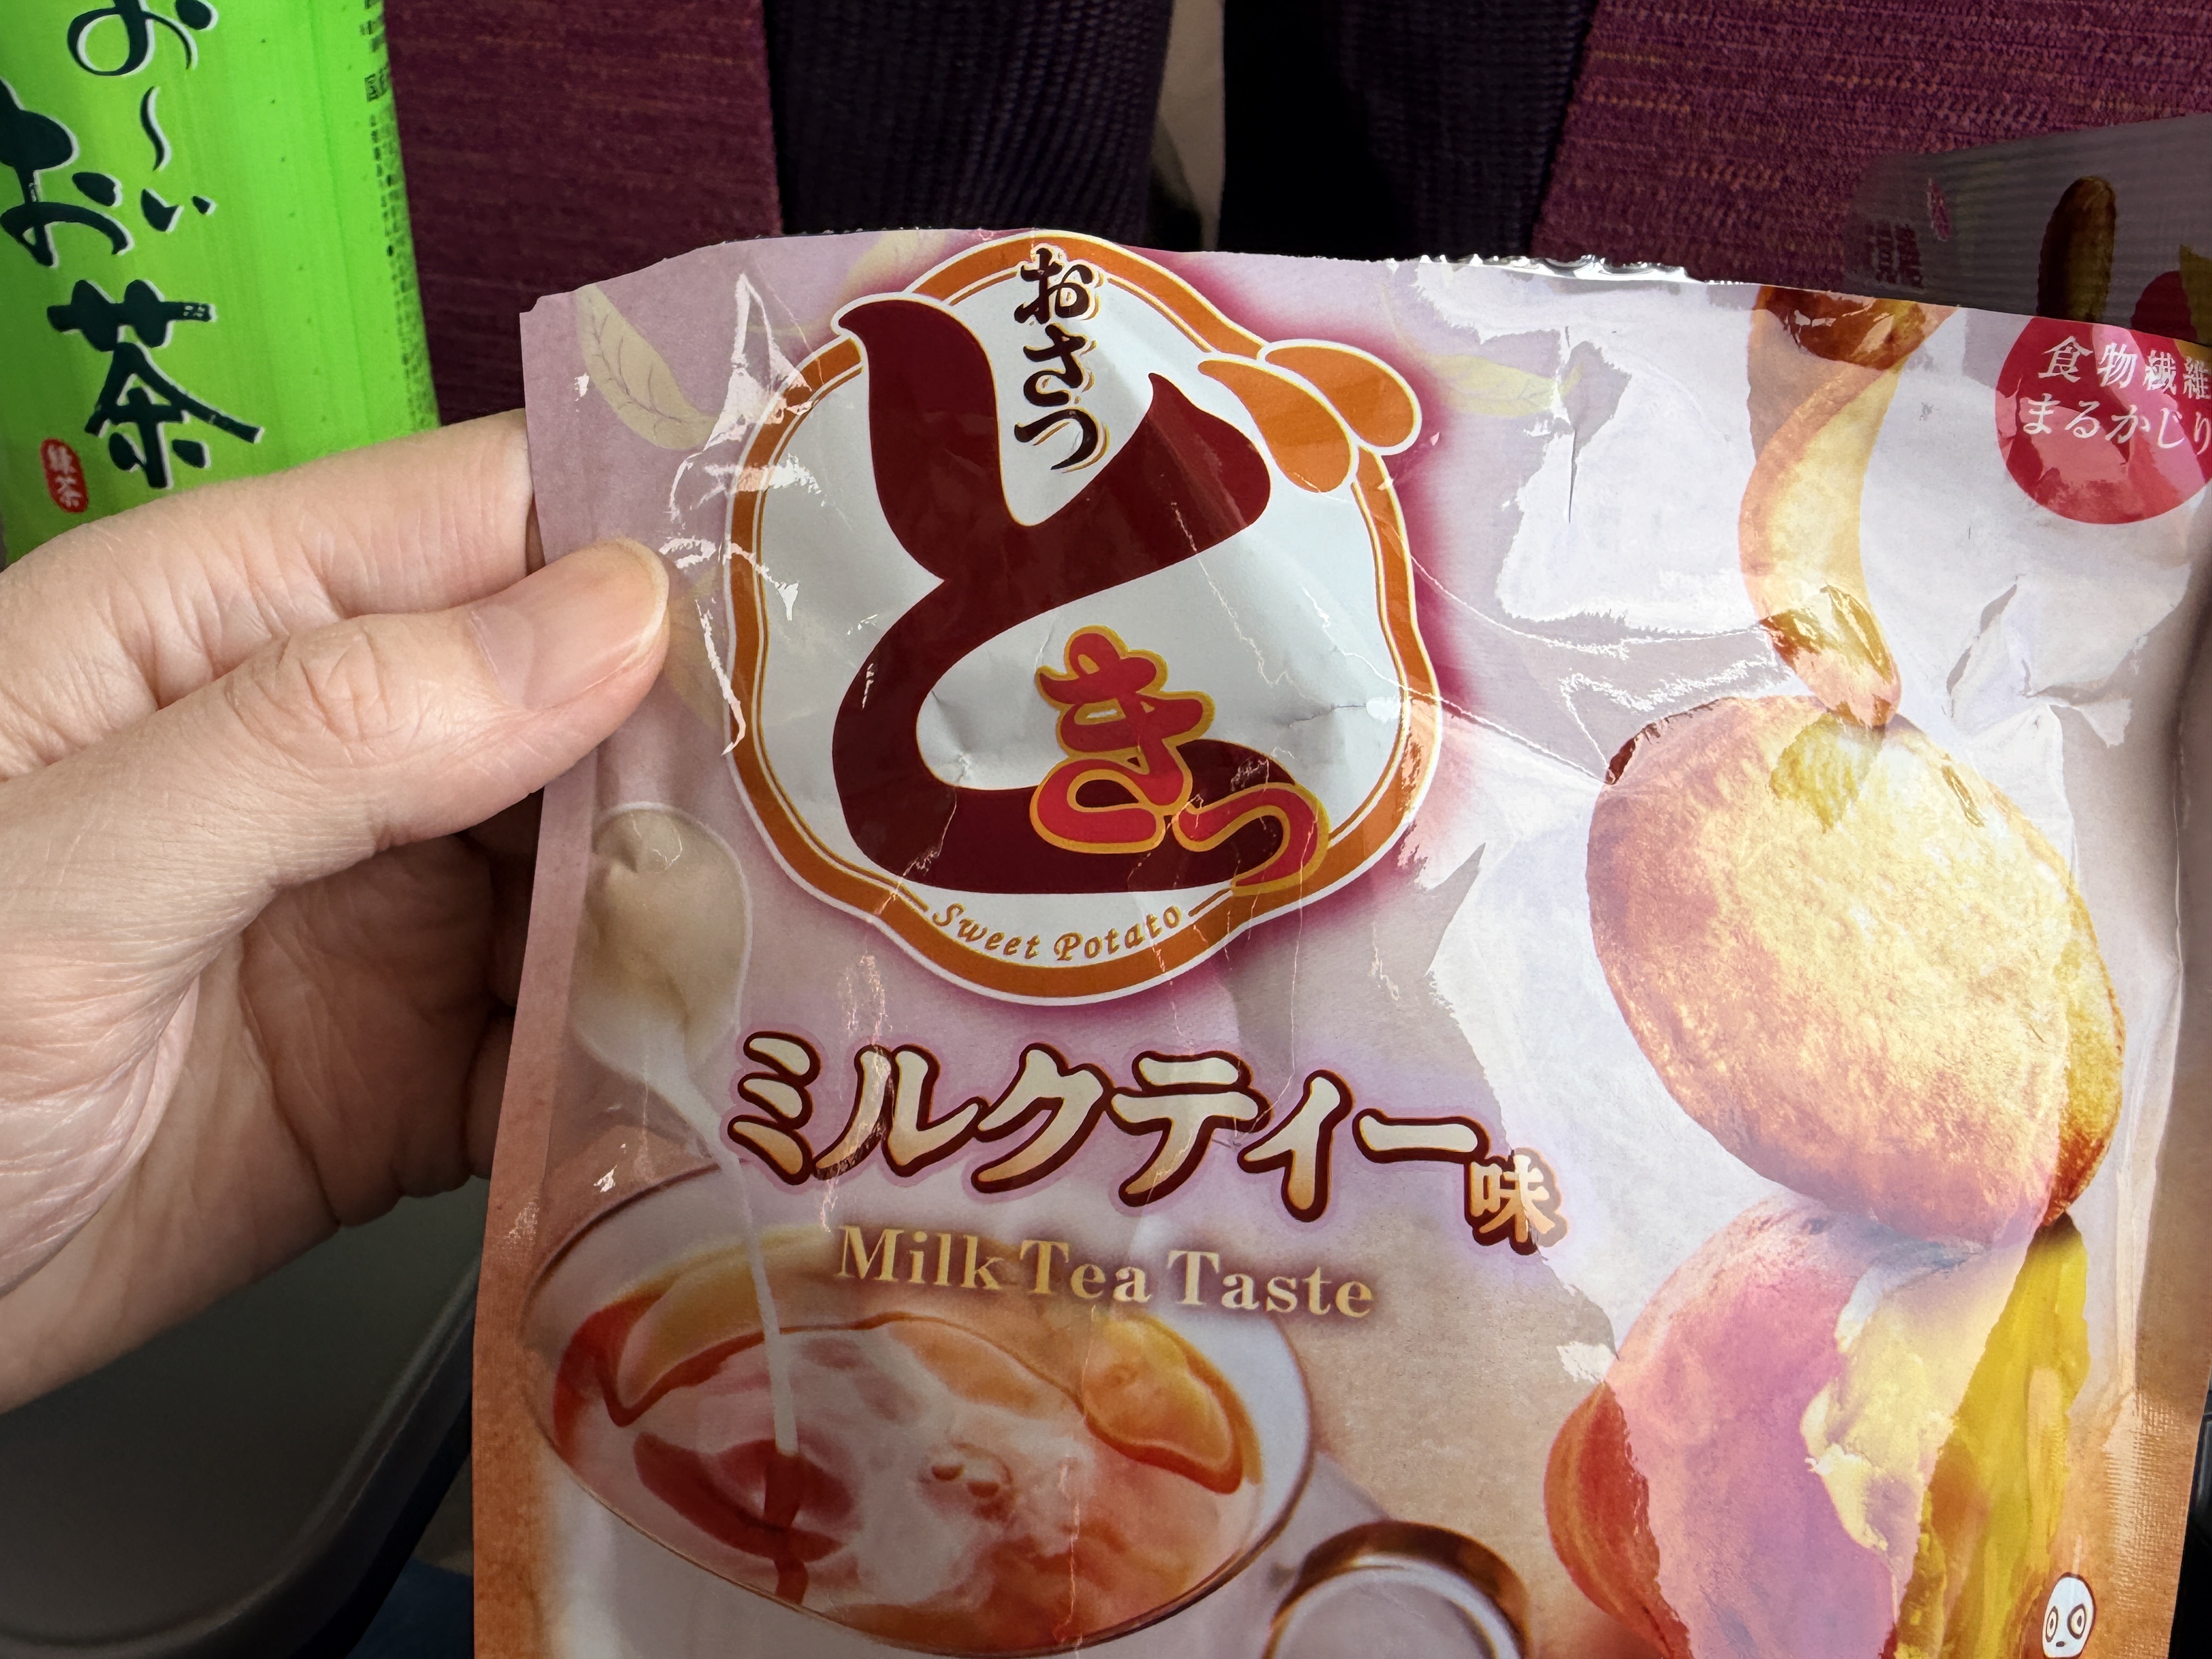 お～いお茶
緑茶
おさつ
どきっ
Sweet Potato
ミルクティー味
Milk Tea Taste
食物繊維
まるかじり